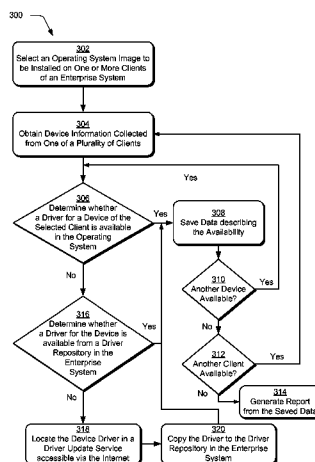 300
302
Select an Operating System Image to
be Installed on One or More Clients
of an Enterprise System
304
Obtain Device Information Collected
from One of a Plurality of Clients
Yes
306
Determine whether
a Driver for a Device of the
Selected Client is available
in the Operating
System
Yes
308
Save Data describing
the Availability
No
310
Another Device
Available?
Yes
No
316
Determine whether
a Driver for the Device is
available from a Driver
Repository in the
Enterprise
System
Yes
312
Another Client
Available?
Yes
No
314
Generate Report
from the Saved Data
No
318
Locate the Device Driver in a
Driver Update Service
accessible via the Internet
320
Copy the Driver to the Driver
Repository in the Enterprise
System